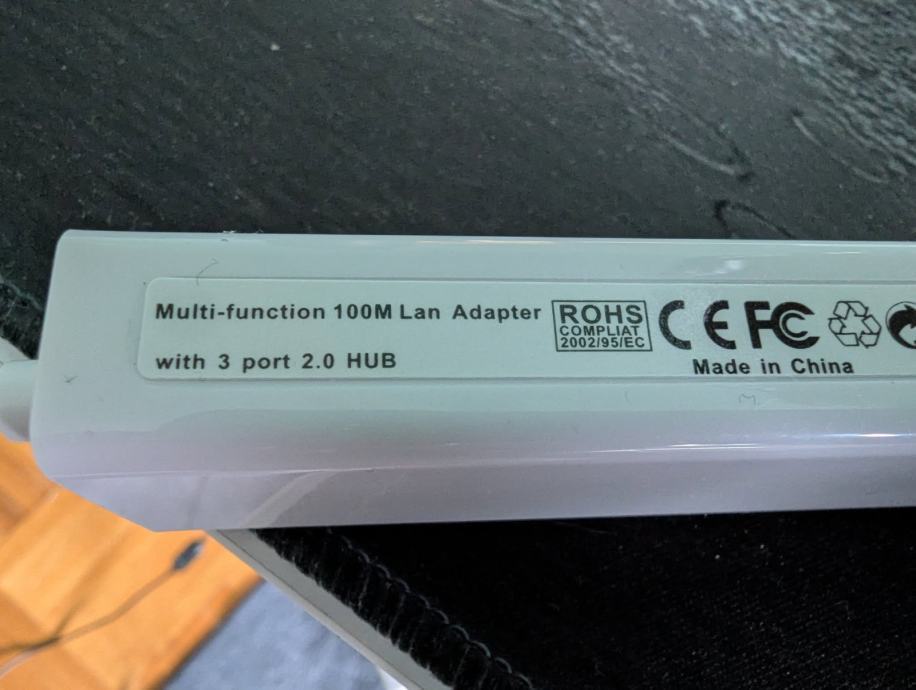 Multi-function 100M Lan Adapter
with 3 port 2.0 HUB
ROHS
COMPLIAT
2002/95/EC
CE FC
Made in China